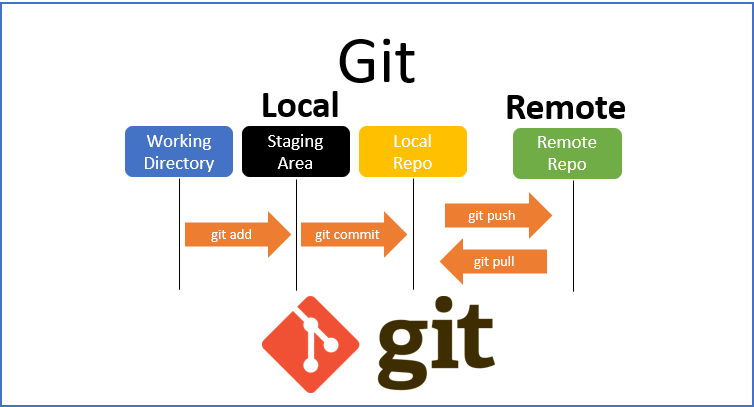 Git
Local
Remote
Working
Directory
Staging
Area
Local
Repo
Remote
Repo
git add
git commit
git push
git pull
git